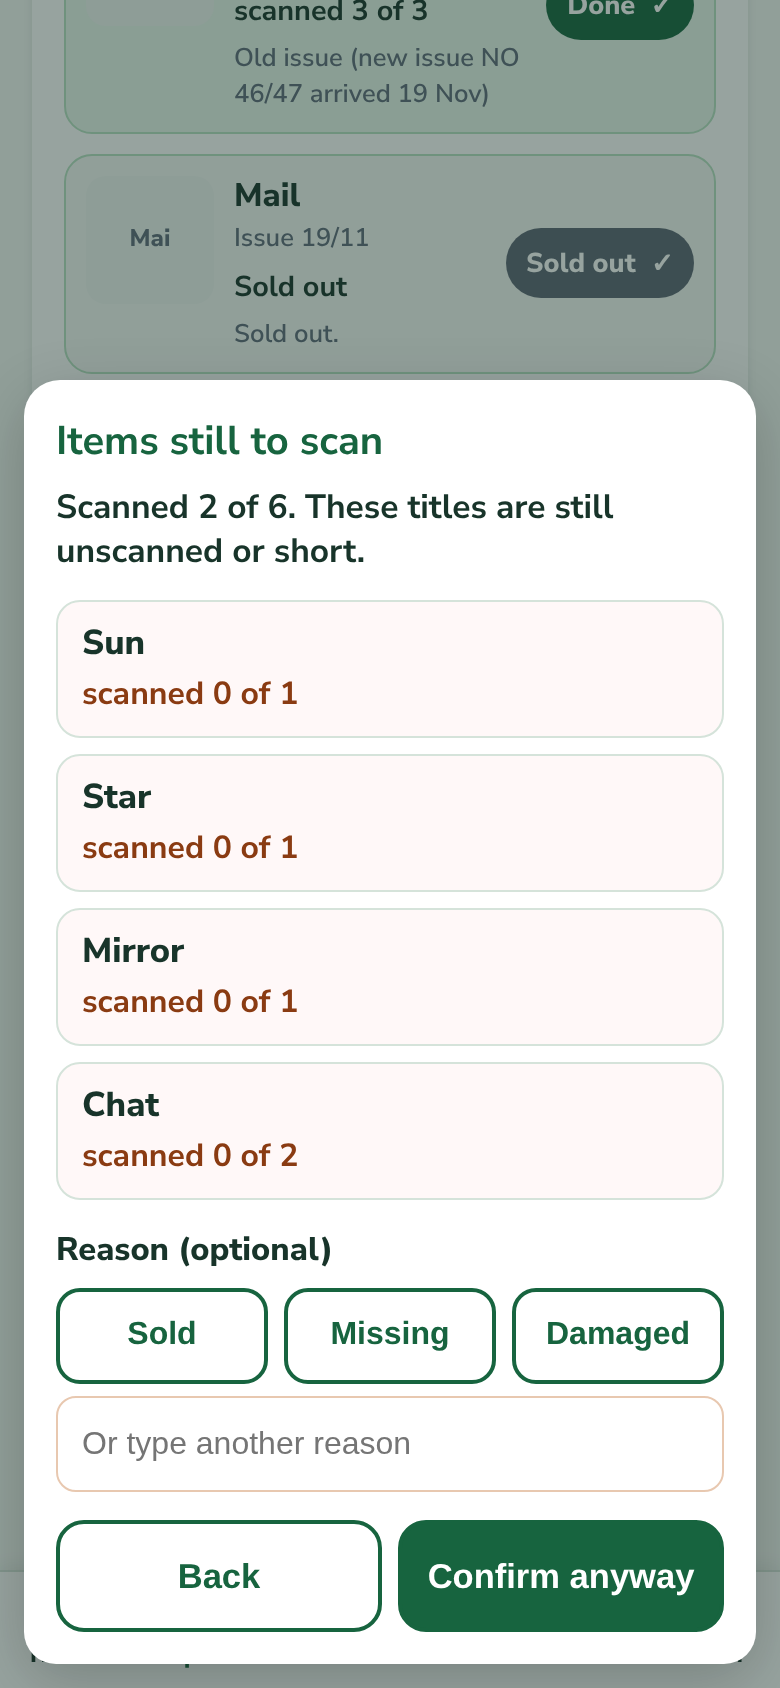 scanned 3 of 3
Done ✓
Old issue (new issue NO
46/47 arrived 19 Nov)
Mai
Mail
Issue 19/11
Sold out
Sold out.
Sold out ✓
Items still to scan
Scanned 2 of 6. These titles are still
unscanned or short.
Sun
scanned 0 of 1
Star
scanned 0 of 1
Mirror
scanned 0 of 1
Chat
scanned 0 of 2
Reason (optional)
Sold
Missing
Damaged
Or type another reason
Back
Confirm anyway